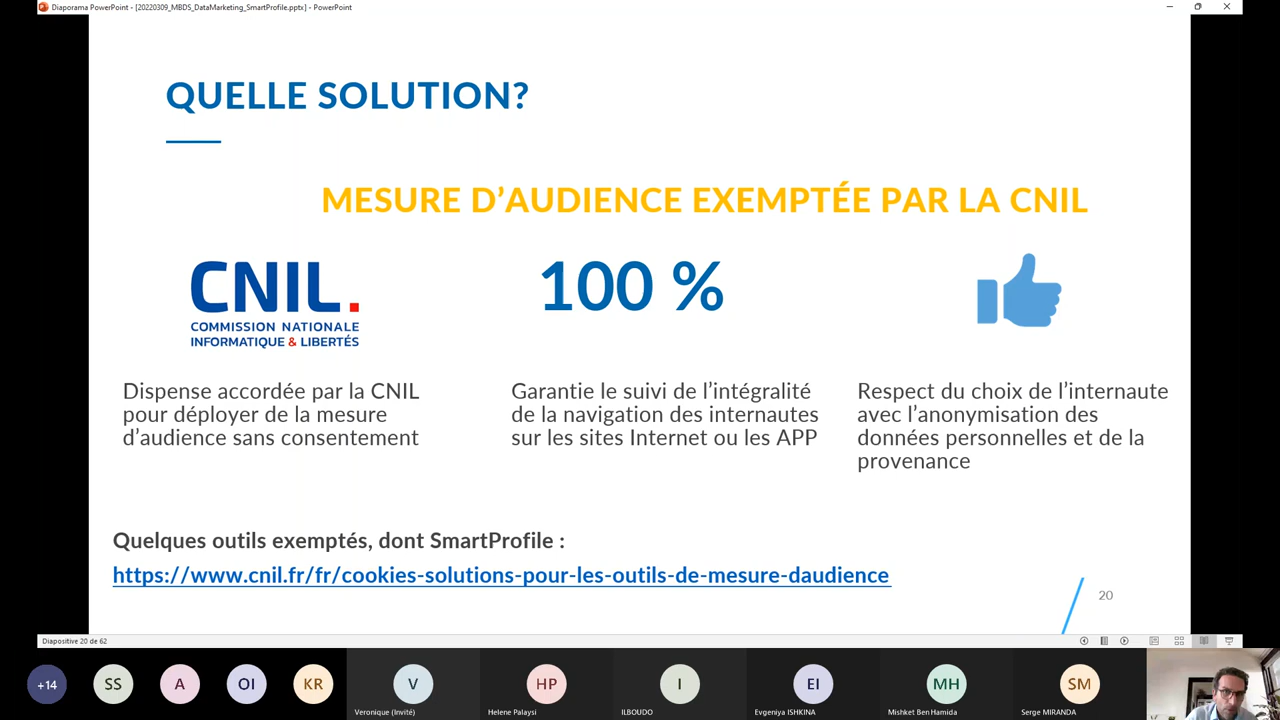 Diaporama PowerPoint - [20220309_MBDS_DataMarketing_SmartProfile.pptx] - PowerPoint
QUELLE SOLUTION?
MESURE D’AUDIENCE EXEMPTÉE PAR LA CNIL
CNIL.
COMMISSION NATIONALE
INFORMATIQUE & LIBERTÉS
Dispense accordée par la CNIL
pour déployer de la mesure
d’audience sans consentement
100 %
Garantie le suivi de l’intégralité
de la navigation des internautes
sur les sites Internet ou les APP
Respect du choix de l’internaute
avec l’anonymisation des
données personnelles et de la
provenance
Quelques outils exemptés, dont SmartProfile :
https://www.cnil.fr/fr/cookies-solutions-pour-les-outils-de-mesure-daudience
20
Diapositive 20 de 62
+14
SS
A
OI
KR
V
Veronique (Invité)
HP
Helene Palaysi
I
ILBOUDO
EI
Evgeniya ISHKINA
MH
Mishket Ben Hamida
SM
Serge MIRANDA